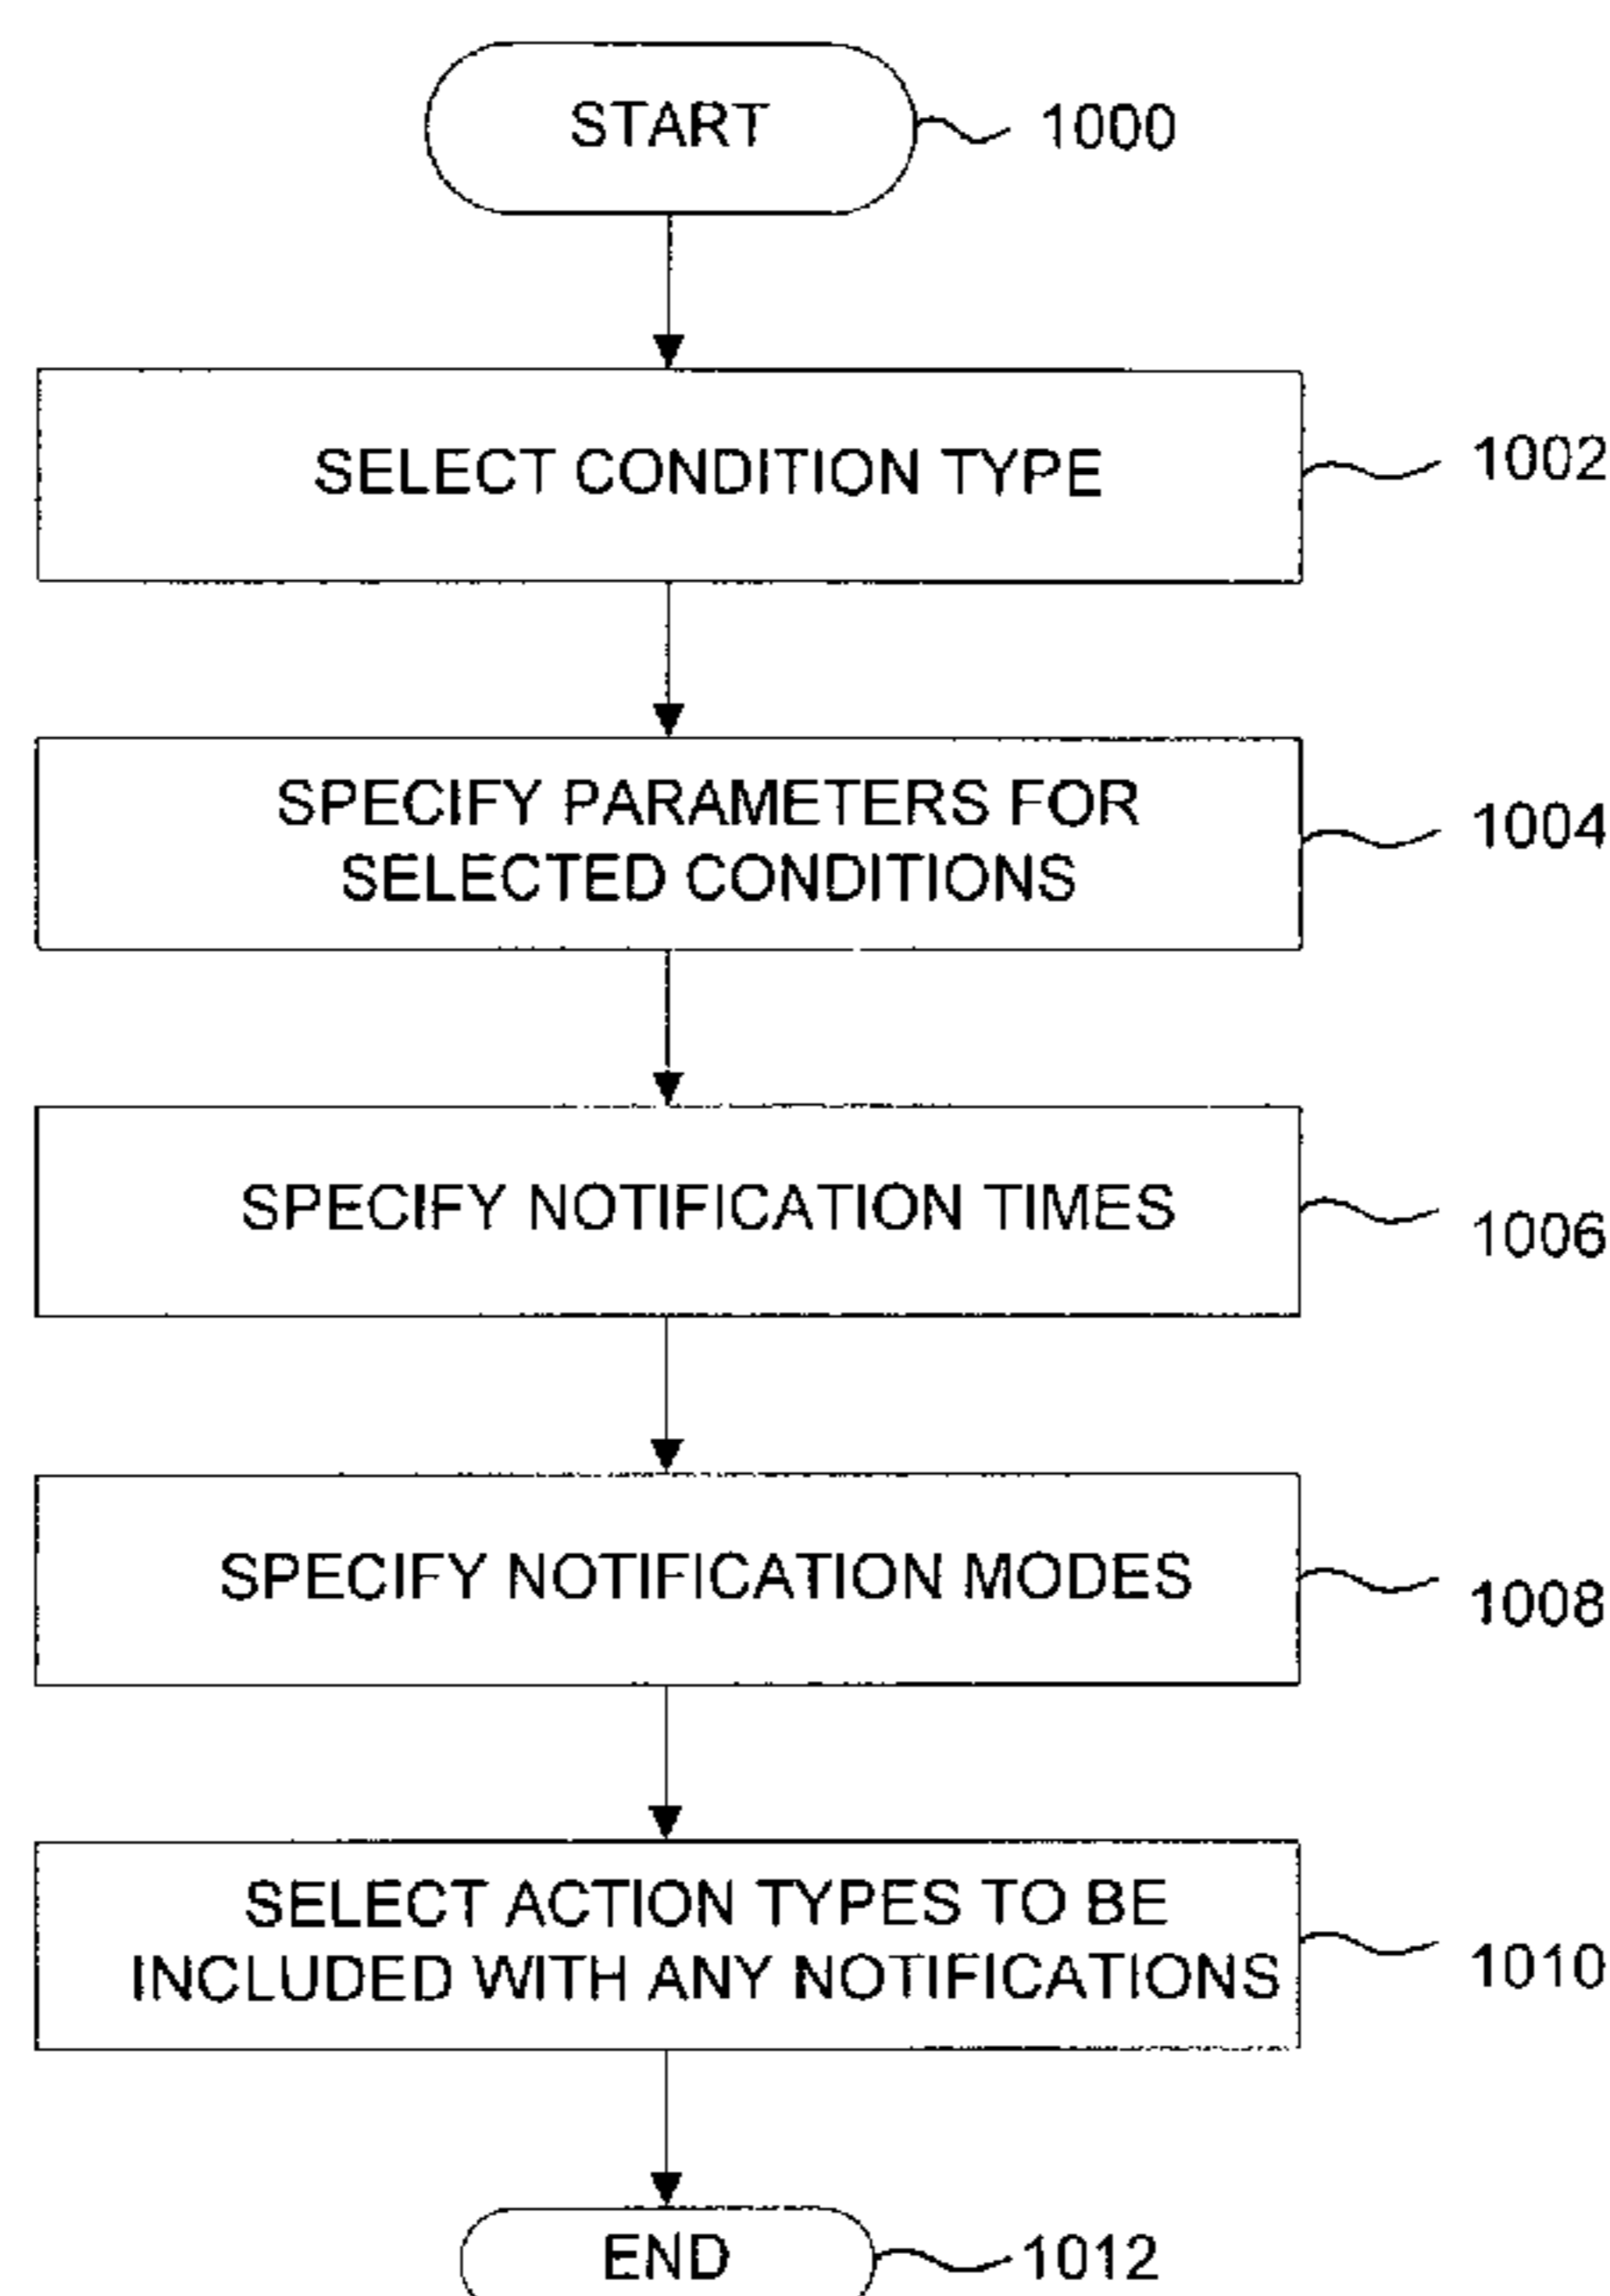 START
1000
SELECT CONDITION TYPE
1002
SPECIFY PARAMETERS FOR
SELECTED CONDITIONS
1004
SPECIFY NOTIFICATION TIMES
1006
SPECIFY NOTIFICATION MODES
1008
SELECT ACTION TYPES TO BE
INCLUDED WITH ANY NOTIFICATIONS
1010
END
1012